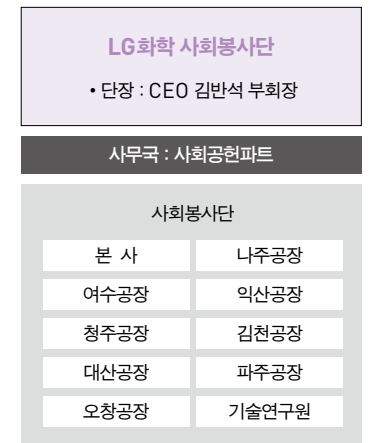 LG화학 사회봉사단
• 단장 : CEO 김반석 부회장
사무국 : 사회공헌파트
사회봉사단
본 사 나주공장
여수공장 익산공장
청주공장 김천공장
대산공장 파주공장
오창공장 기술연구원